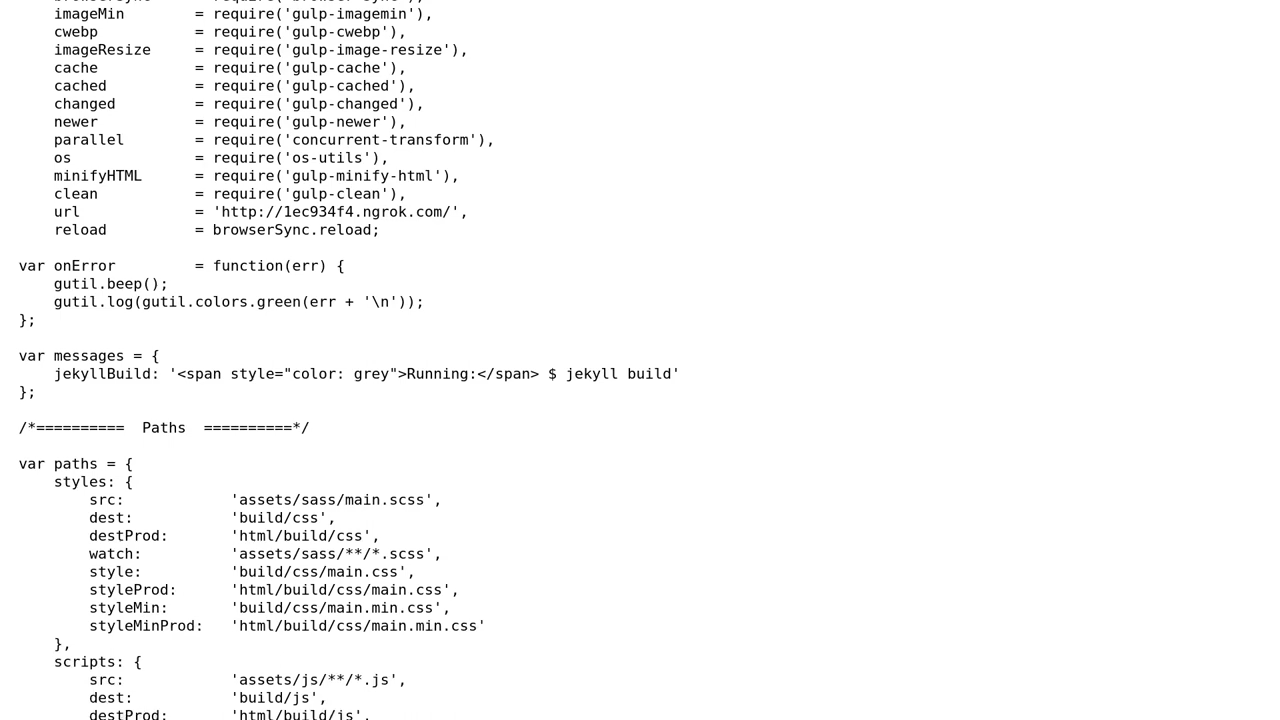 imageMin        = require('gulp-imagemin'),
    cwebp           = require('gulp-cwebp'),
    imageResize     = require('gulp-image-resize'),
    cache           = require('gulp-cache'),
    cached          = require('gulp-cached'),
    changed         = require('gulp-changed'),
    newer           = require('gulp-newer'),
    parallel        = require('concurrent-transform'),
    os              = require('os-utils'),
    minifyHTML      = require('gulp-minify-html'),
    clean           = require('gulp-clean'),
    url             = 'http://1ec934f4.ngrok.com/',
    reload          = browserSync.reload;

var onError         = function(err) {
    gutil.beep();
    gutil.log(gutil.colors.green(err + '\n'));
};

var messages = {
    jekyllBuild: '<span style="color: grey">Running:</span> $ jekyll build'
};

/*==========  Paths  ==========*/

var paths = {
    styles: {
        src:            'assets/sass/main.scss',
        dest:           'build/css',
        destProd:       'html/build/css',
        watch:          'assets/sass/**/*.scss',
        style:          'build/css/main.css',
        styleProd:      'html/build/css/main.css',
        styleMin:       'build/css/main.min.css',
        styleMinProd:   'html/build/css/main.min.css'
    },
    scripts: {
        src:            'assets/js/**/*.js',
        dest:           'build/js',
        destProd:       'html/build/js',